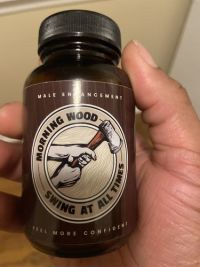 MALE ENHANCEMENT
MORNING WOOD
SWING AT ALL TIMES
FEEL MORE CONFIDENT